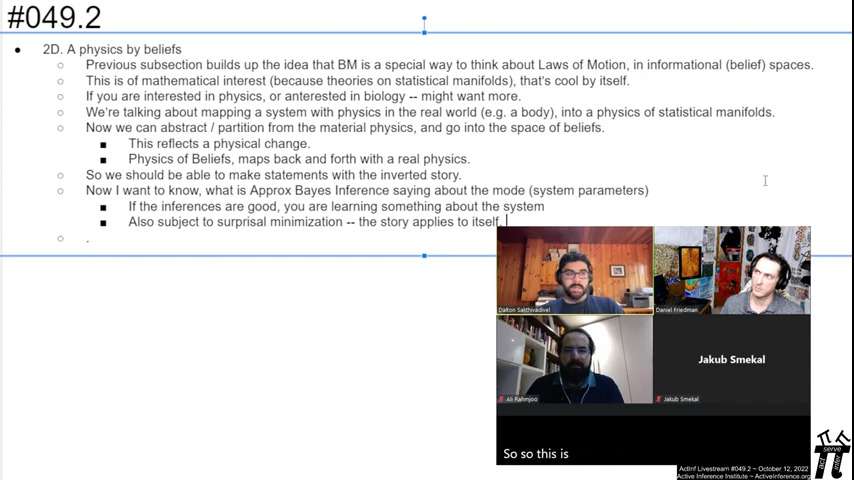 #049.2
● 2D. A physics by beliefs
○ Previous subsection builds up the idea that BM is a special way to think about Laws of Motion, in informational (belief) spaces.
○ This is of mathematical interest (because theories on statistical manifolds), that's cool by itself.
○ If you are interested in physics, or anterested in biology -- might want more.
○ We're talking about mapping a system with physics in the real world (e.g. a body), into a physics of statistical manifolds.
○ Now we can abstract / partition from the material physics, and go into the space of beliefs.
■ This reflects a physical change.
■ Physics of Beliefs, maps back and forth with a real physics.
○ So we should be able to make statements with the inverted story.
○ Now I want to know, what is Approx Bayes Inference saying about the mode (system parameters)
■ If the inferences are good, you are learning something about the system
■ Also subject to surprisal minimization -- the story applies to itself.
○ .
Dalton Sakthivadivel
Daniel Friedman
Ali Rahmjoo
Jakub Smekal
Jakub Smekal
So so this is
act
serve
infer
ActInf Livestream #049.2 ~ October 12, 2022
Active Inference Institute ~ ActiveInference.org